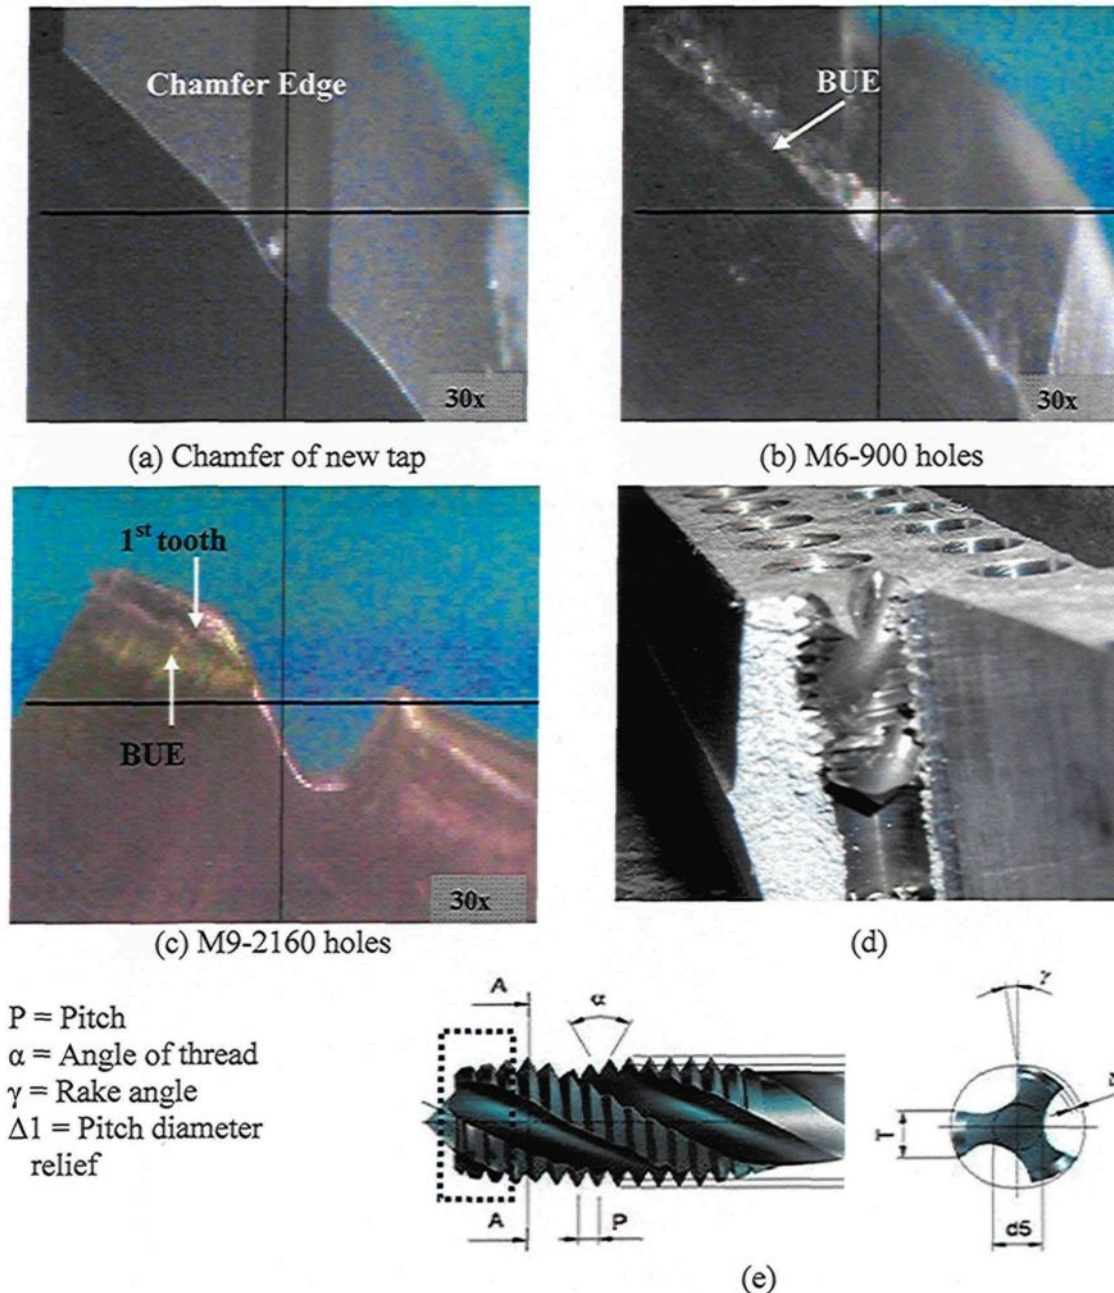 Chamfer Edge
30x
(a) Chamfer of new tap
BUE
30x
(b) M6-900 holes
1st tooth
BUE
30x
(c) M9-2160 holes
(d)
P = Pitch
α = Angle of thread
γ = Rake angle
Δ1 = Pitch diameter
relief
A
α
A
P
γ
T
d5
(e)